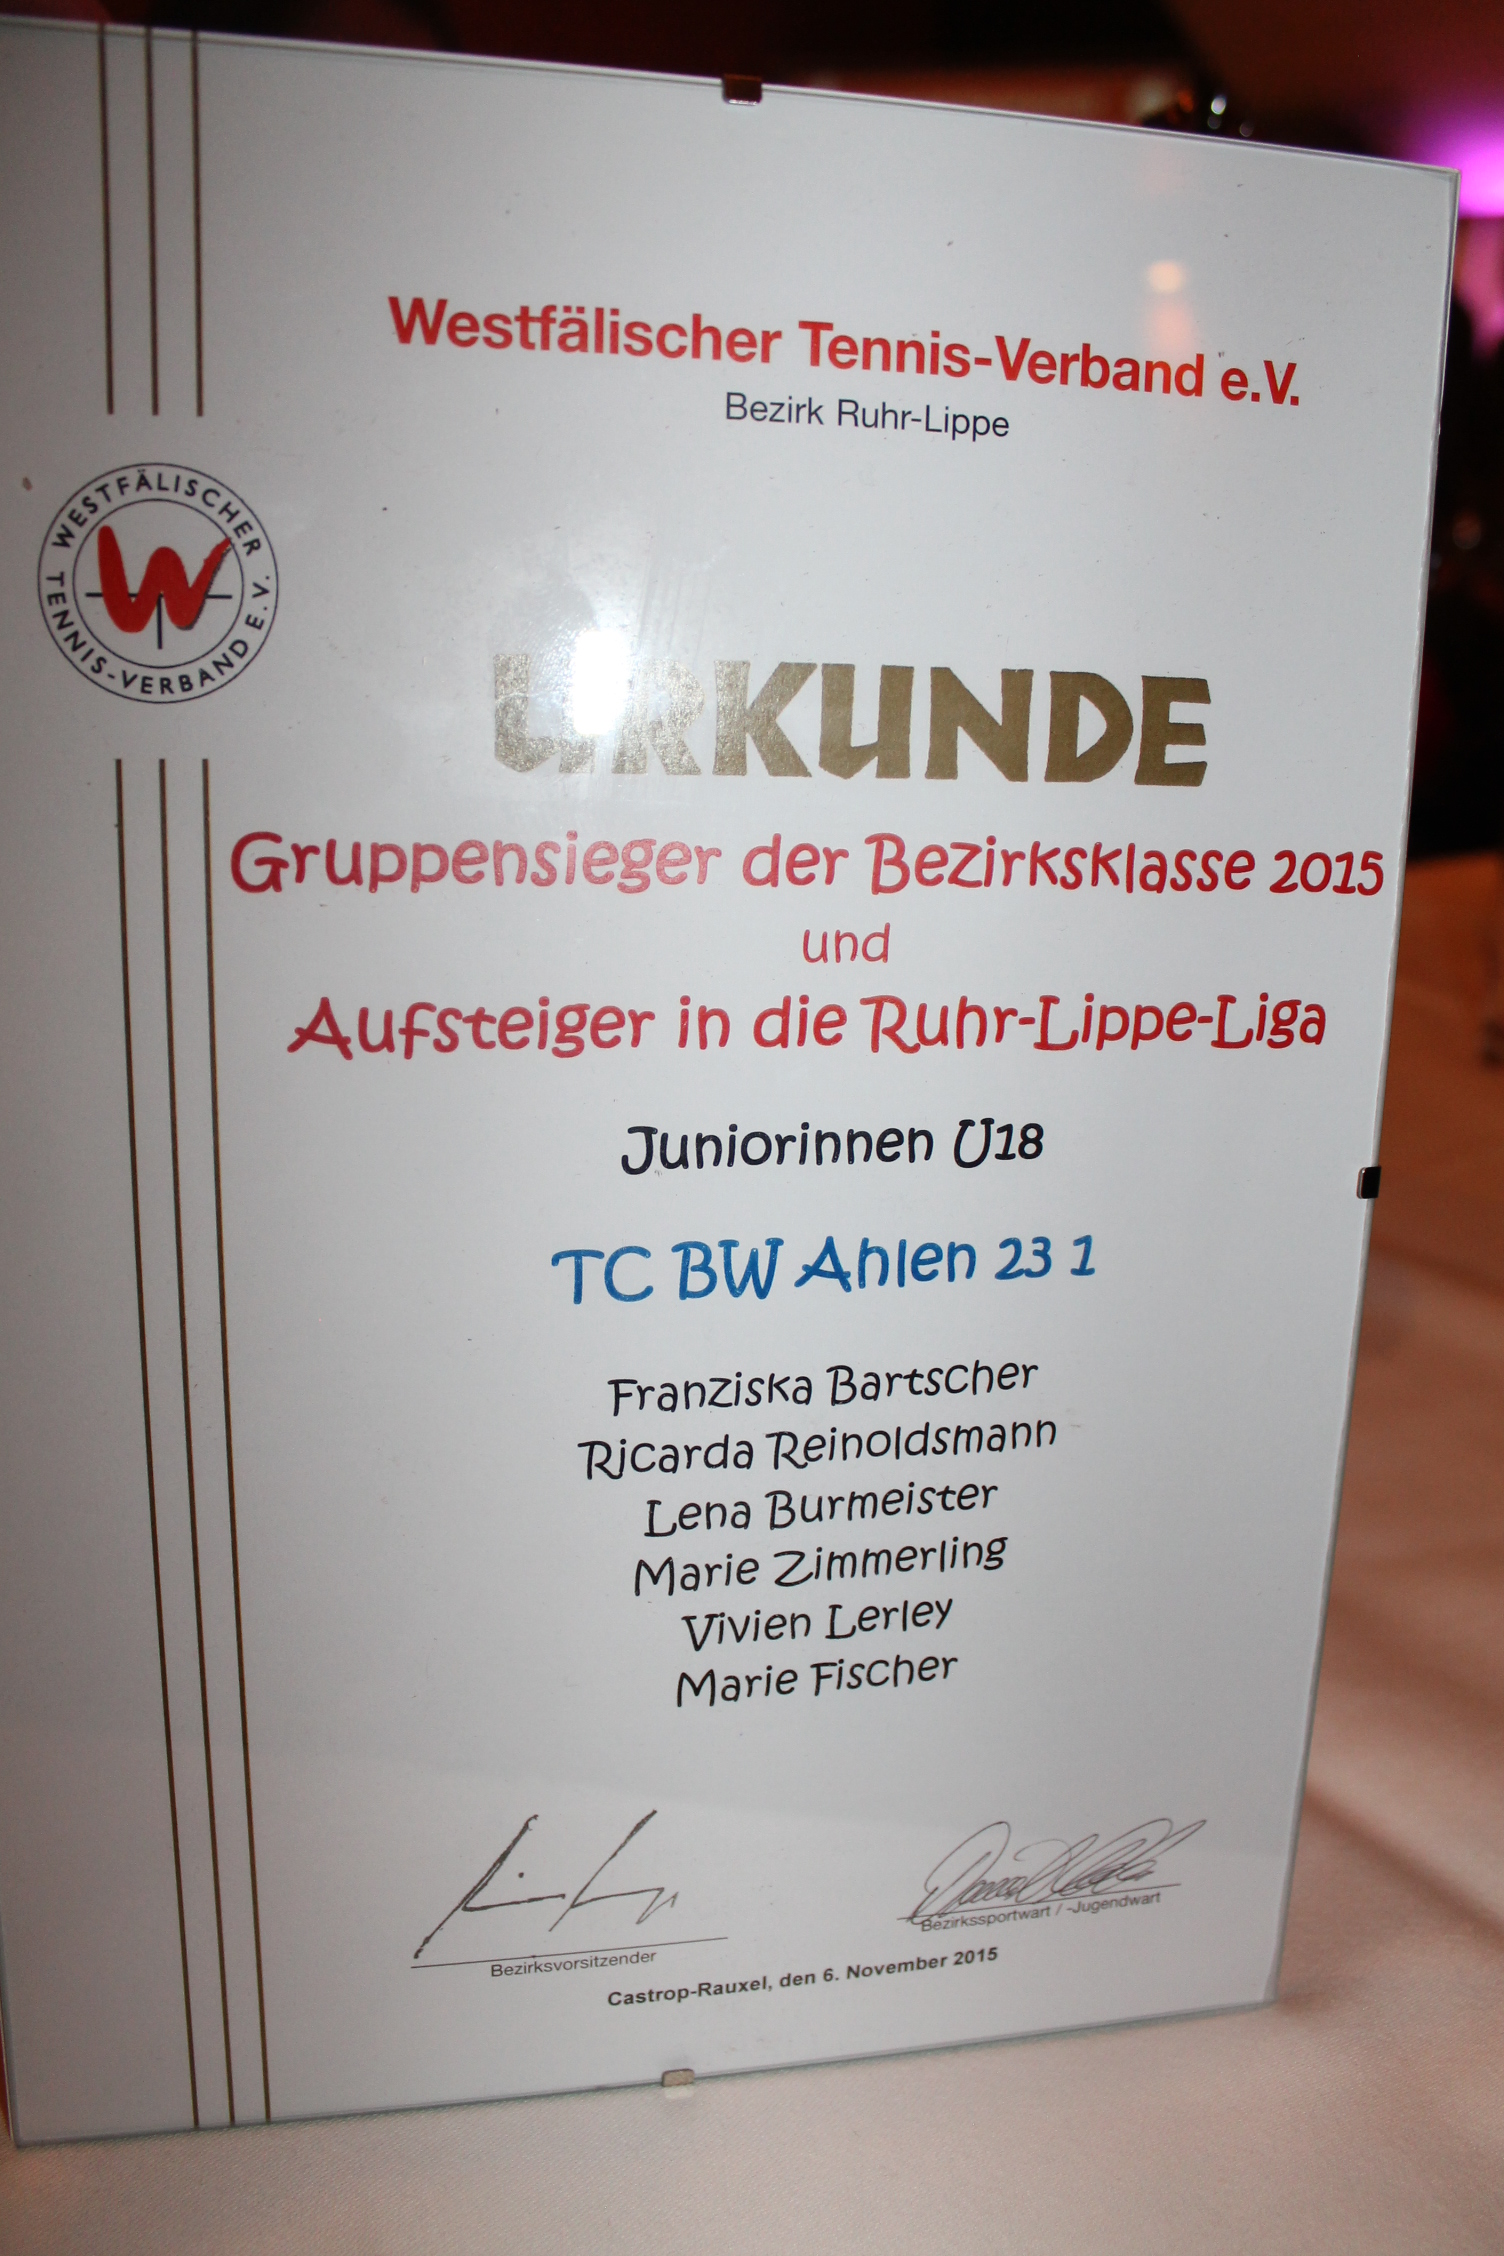 Westfälischer Tennis-Verband e.V.
Bezirk Ruhr-Lippe
WESTFÄLISCHER TENNIS-VERBAND E.V.
W
URKUNDE
Gruppensieger der Bezirksklasse 2015
und
Aufsteiger in die Ruhr-Lippe-Liga
Juniorinnen U18
TC BW Ahlen 23 1
Franziska Bartscher
Ricarda Reinoldsmann
Lena Burmeister
Marie Zimmerling
Vivien Lerley
Marie Fischer
Bezirksvorsitzender
Bezirkssportwart / -Jugendwart
Castrop-Rauxel, den 6. November 2015